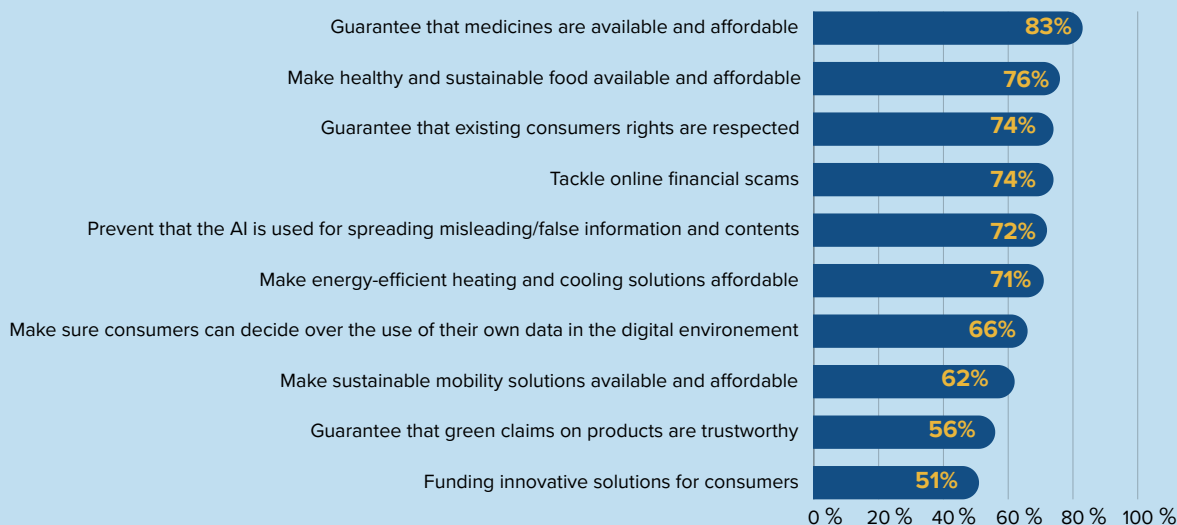 Guarantee that medicines are available and affordable 83%
Make healthy and sustainable food available and affordable 76%
Guarantee that existing consumers rights are respected 74%
Tackle online financial scams 74%
Prevent that the AI is used for spreading misleading/false information and contents 72%
Make energy-efficient heating and cooling solutions affordable 71%
Make sure consumers can decide over the use of their own data in the digital environement 66%
Make sustainable mobility solutions available and affordable 62%
Guarantee that green claims on products are trustworthy 56%
Funding innovative solutions for consumers 51%
0 % 20 % 40 % 60 % 80 % 100 %